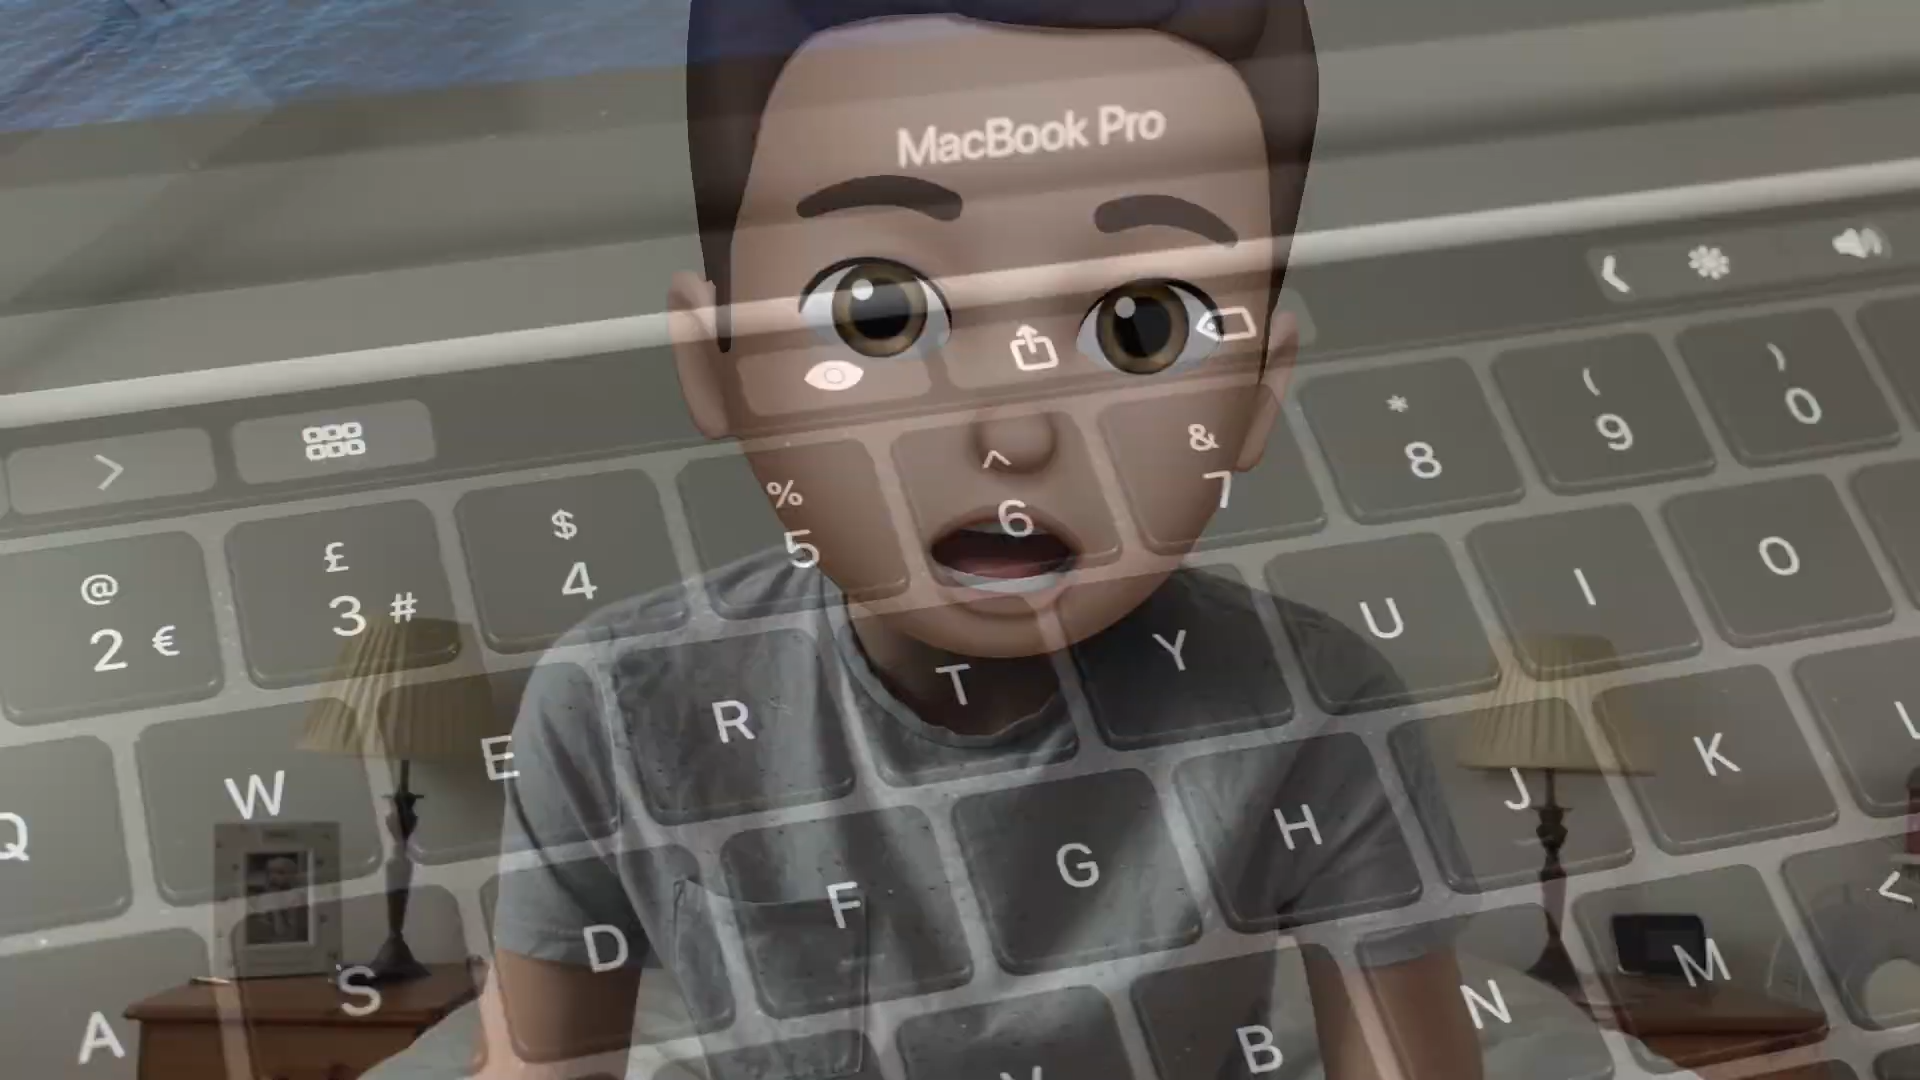 MacBook Pro
@ £ $ % ^ & * ( )
2 € 3 # 4 5 6 7 8 9 0
Q W E R T Y U I O
A S D F G H J K L
V B N M <